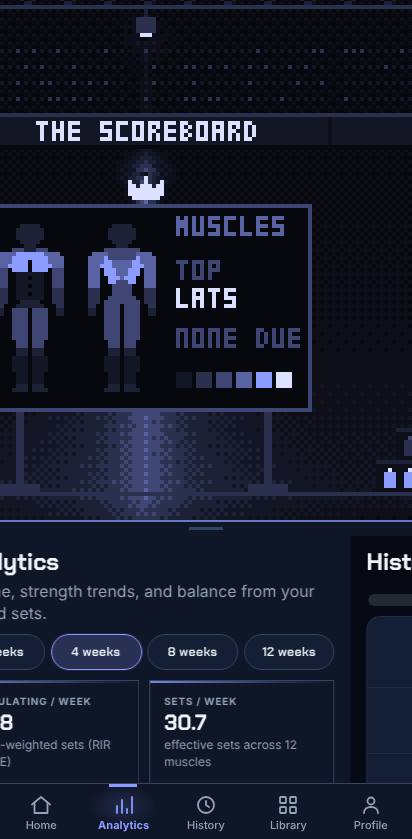 THE SCOREBOARD
MUSCLES
TOP
LATS
NONE DUE
lytics
Hist
e, strength trends, and balance from your
d sets.
eeks
4 weeks
8 weeks
12 weeks
ULATING / WEEK
8
-weighted sets (RIR
E)
SETS / WEEK
30.7
effective sets across 12
muscles
Home
Analytics
History
Library
Profile